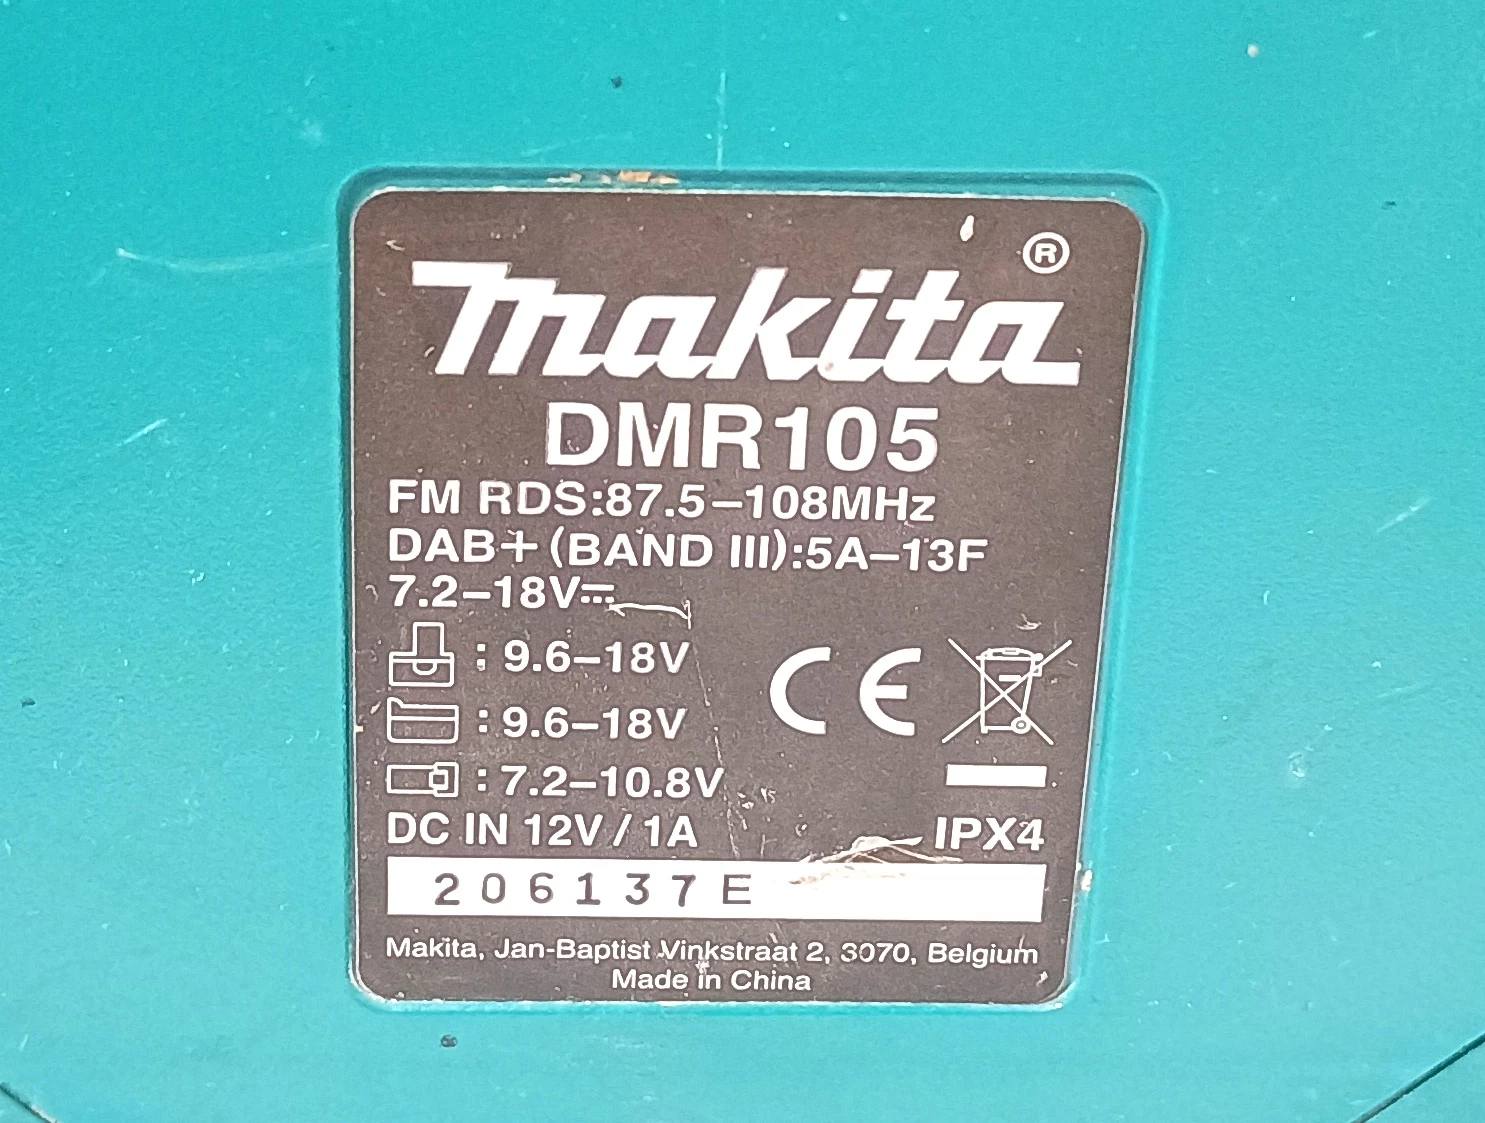 makita®
DMR105
FM RDS:87.5–108MHz
DAB+(BAND III):5A–13F
7.2–18V⎓
: 9.6–18V
: 9.6–18V
: 7.2–10.8V
CE
DC IN 12V / 1A
IPX4
206137E
Makita, Jan-Baptist Vinkstraat 2, 3070, Belgium
Made in China